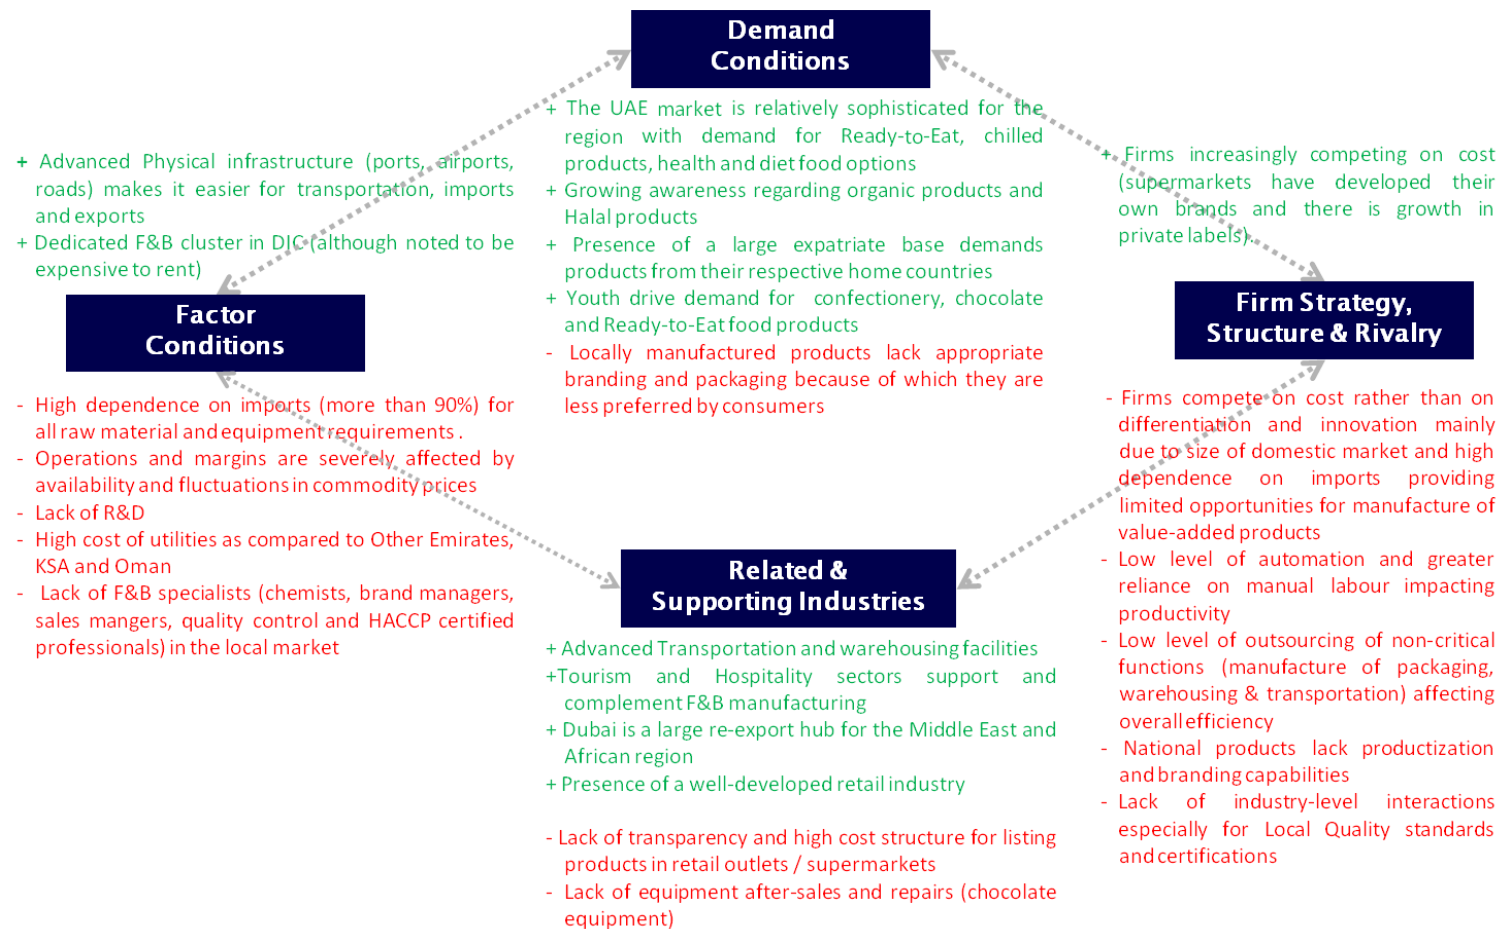 Demand
Conditions
+ The UAE market is relatively sophisticated for the
region with demand for Ready-to-Eat, chilled
products, health and diet food options
+ Growing awareness regarding organic products and
Halal products
+ Presence of a large expatriate base demands
products from their respective home countries
+ Youth drive demand for confectionery, chocolate
and Ready-to-Eat food products
- Locally manufactured products lack appropriate
branding and packaging because of which they are
less preferred by consumers
+ Advanced Physical infrastructure (ports, airports,
roads) makes it easier for transportation, imports
and exports
+ Dedicated F&B cluster in DIC (although noted to be
expensive to rent)
Factor
Conditions
- High dependence on imports (more than 90%) for
all raw material and equipment requirements .
- Operations and margins are severely affected by
availability and fluctuations in commodity prices
- Lack of R&D
- High cost of utilities as compared to Other Emirates,
KSA and Oman
- Lack of F&B specialists (chemists, brand managers,
sales mangers, quality control and HACCP certified
professionals) in the local market
+ Firms increasingly competing on cost
(supermarkets have developed their
own brands and there is growth in
private labels).
Firm Strategy,
Structure & Rivalry
- Firms compete on cost rather than on
differentiation and innovation mainly
due to size of domestic market and high
dependence on imports providing
limited opportunities for manufacture of
value-added products
- Low level of automation and greater
reliance on manual labour impacting
productivity
- Low level of outsourcing of non-critical
functions (manufacture of packaging,
warehousing & transportation) affecting
overall efficiency
- National products lack productization
and branding capabilities
- Lack of industry-level interactions
especially for Local Quality standards
and certifications
Related &
Supporting Industries
+ Advanced Transportation and warehousing facilities
+Tourism and Hospitality sectors support and
complement F&B manufacturing
+ Dubai is a large re-export hub for the Middle East and
African region
+ Presence of a well-developed retail industry
- Lack of transparency and high cost structure for listing
products in retail outlets / supermarkets
- Lack of equipment after-sales and repairs (chocolate
equipment)